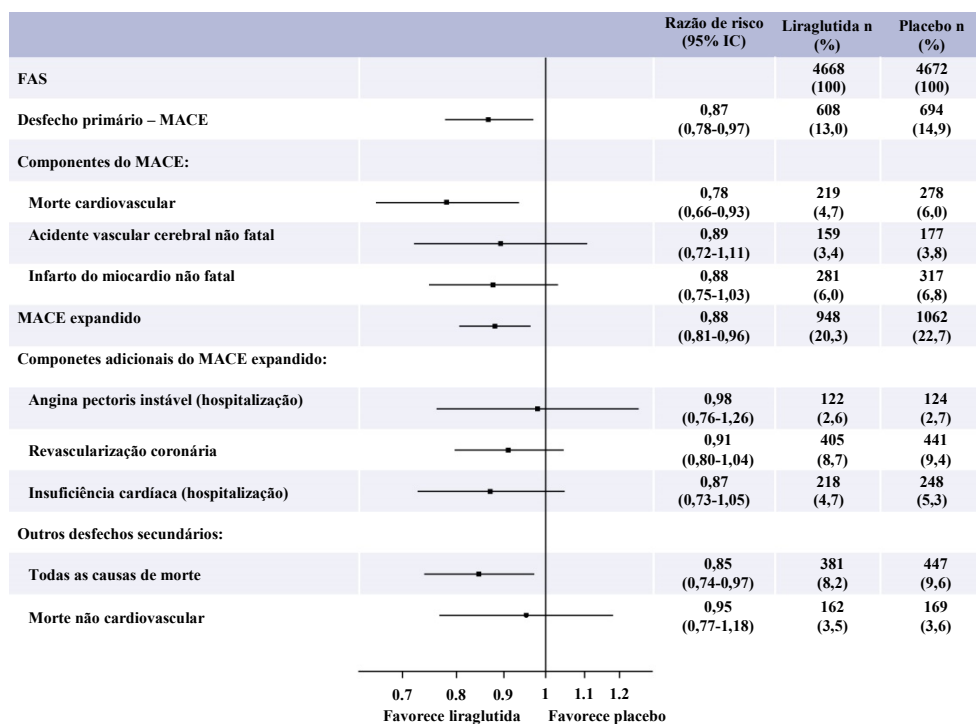 Razão de risco (95% IC) Liraglutida n (%) Placebo n (%)
FAS 4668 (100) 4672 (100)
Desfecho primário – MACE 0,87 (0,78-0,97) 608 (13,0) 694 (14,9)
Componentes do MACE:
Morte cardiovascular 0,78 (0,66-0,93) 219 (4,7) 278 (6,0)
Acidente vascular cerebral não fatal 0,89 (0,72-1,11) 159 (3,4) 177 (3,8)
Infarto do miocardio não fatal 0,88 (0,75-1,03) 281 (6,0) 317 (6,8)
MACE expandido 0,88 (0,81-0,96) 948 (20,3) 1062 (22,7)
Componetes adicionais do MACE expandido:
Angina pectoris instável (hospitalização) 0,98 (0,76-1,26) 122 (2,6) 124 (2,7)
Revascularização coronária 0,91 (0,80-1,04) 405 (8,7) 441 (9,4)
Insuficiência cardíaca (hospitalização) 0,87 (0,73-1,05) 218 (4,7) 248 (5,3)
Outros desfechos secundários:
Todas as causas de morte 0,85 (0,74-0,97) 381 (8,2) 447 (9,6)
Morte não cardiovascular 0,95 (0,77-1,18) 162 (3,5) 169 (3,6)
0.7 0.8 0.9 1 1.1 1.2
Favorece liraglutida Favorece placebo